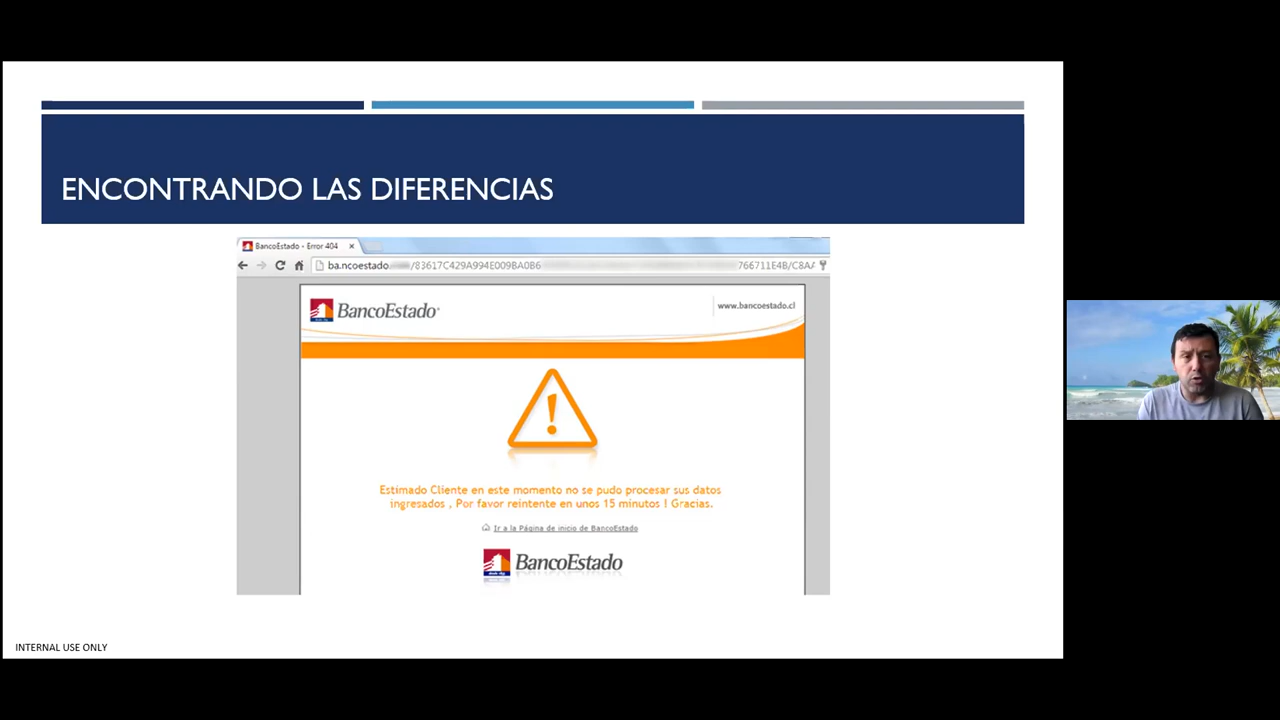 ENCONTRANDO LAS DIFERENCIAS
BancoEstado - Error 404
ba.ncoestado. /83617C429A994E009BA0B6 766711E4B/C8AA
BancoEstado
www.bancoestado.cl
Estimado Cliente en este momento no se pudo procesar sus datos
ingresados , Por favor reintente en unos 15 minutos ! Gracias.
Ir a la Página de inicio de BancoEstado
BancoEstado
INTERNAL USE ONLY